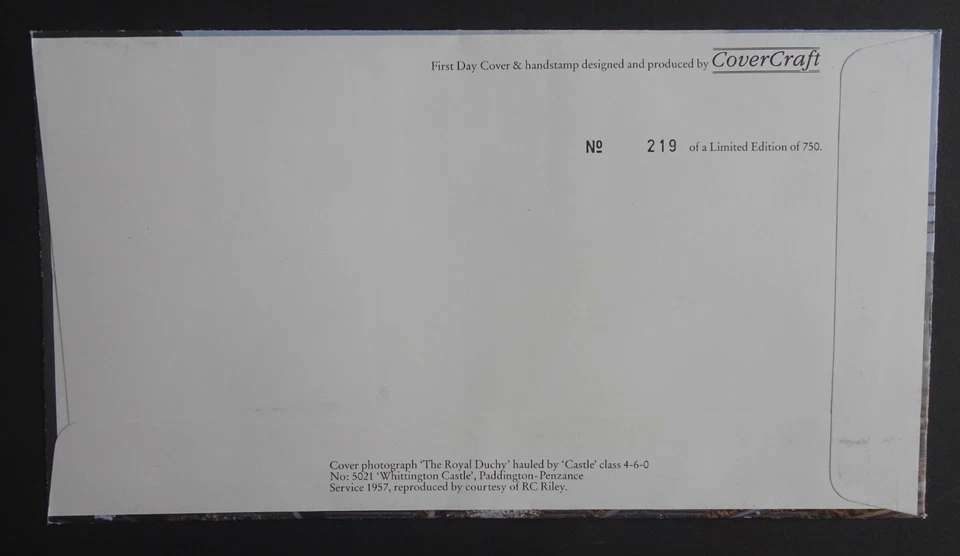 First Day Cover & handstamp designed and produced by CoverCraft
Nº 219 of a Limited Edition of 750.
Cover photograph ‘The Royal Duchy’ hauled by ‘Castle’ class 4-6-0
No: 5021 ‘Whittington Castle’, Paddington-Penzance
Service 1957, reproduced by courtesy of RC Riley.